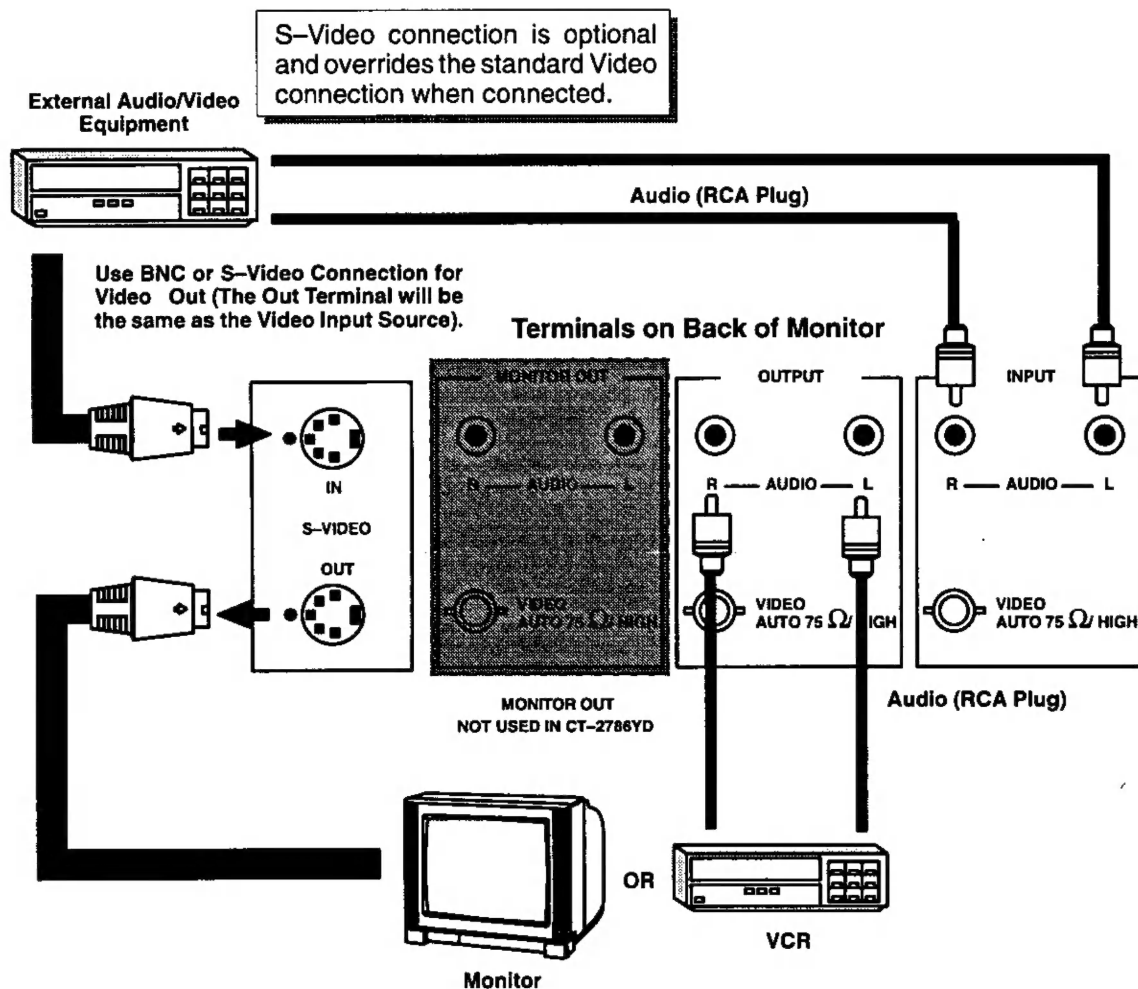 S–Video connection is optional
and overrides the standard Video
connection when connected.
External Audio/Video
Equipment
Audio (RCA Plug)
Use BNC or S–Video Connection for
Video Out (The Out Terminal will be
the same as the Video Input Source).
Terminals on Back of Monitor
MONITOR OUT
OUTPUT
INPUT
R AUDIO L
R AUDIO L
R AUDIO L
IN
S–VIDEO
OUT
VIDEO
AUTO 75 Ω/ HIGH
VIDEO
AUTO 75 Ω/ IGH
VIDEO
AUTO 75 Ω/ HIGH
MONITOR OUT
NOT USED IN CT–2786YD
Audio (RCA Plug)
OR
VCR
Monitor